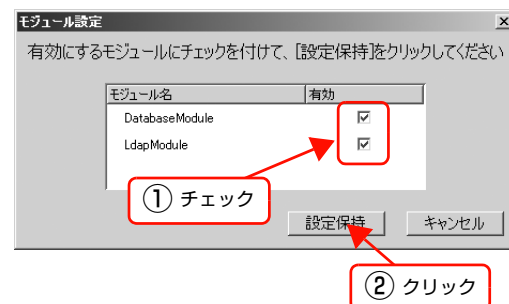 モジュール設定
有効にするモジュールにチェックを付けて、[設定保持]をクリックしてください
モジュール名 有効
DatabaseModule
LdapModule
① チェック
設定保持 キャンセル
② クリック